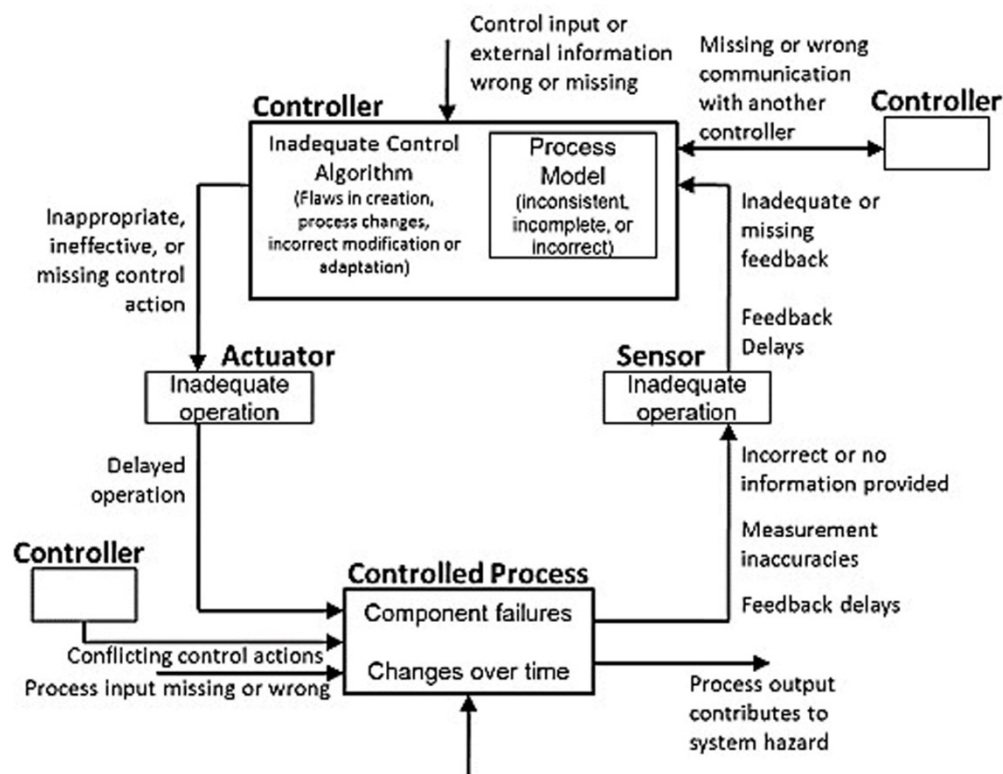 Control input or
external information
wrong or missing
Missing or wrong
communication
with another
controller
Controller
Controller
Inadequate Control
Algorithm
(Flaws in creation,
process changes,
incorrect modification or
adaptation)
Process
Model
(inconsistent,
incomplete, or
incorrect)
Inappropriate,
ineffective, or
missing control
action
Inadequate or
missing
feedback
Feedback
Delays
Actuator
Inadequate
operation
Sensor
Inadequate
operation
Delayed
operation
Incorrect or no
information provided
Measurement
inaccuracies
Feedback delays
Controller
Controlled Process
Component failures
Changes over time
Conflicting control actions
Process input missing or wrong
Process output
contributes to
system hazard